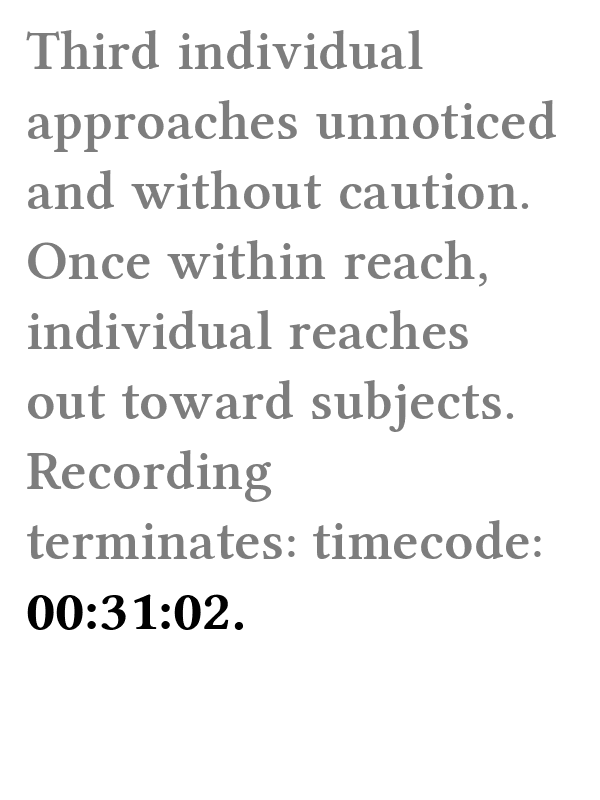 Third individual
approaches unnoticed
and without caution.
Once within reach,
individual reaches
out toward subjects.
Recording
terminates: timecode:
00:31:02.